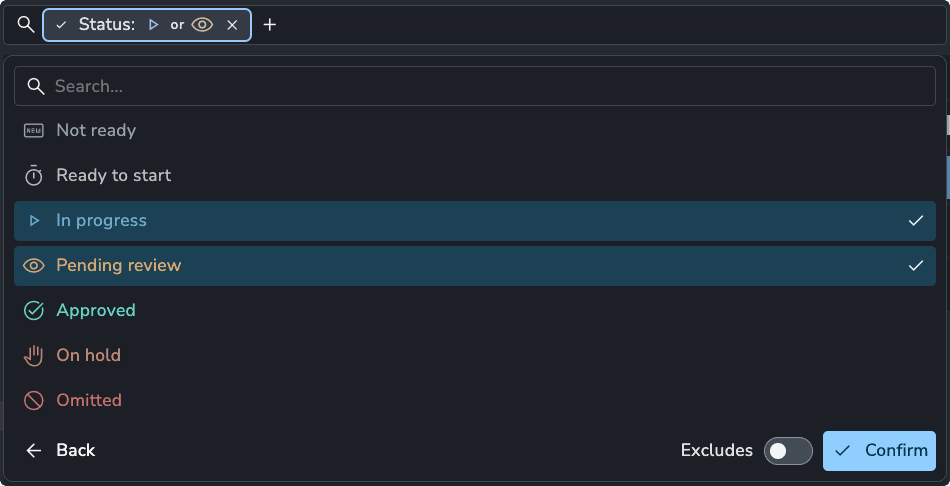 Status: or
Search...
NEW Not ready
Ready to start
In progress
Pending review
Approved
On hold
Omitted
Back Excludes Confirm